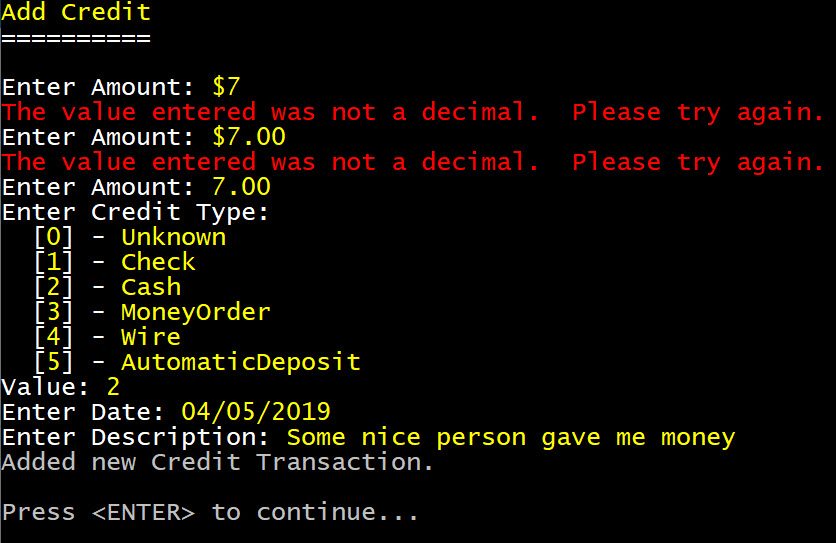 Add Credit
==========
Enter Amount: $7
The value entered was not a decimal.  Please try again.
Enter Amount: $7.00
The value entered was not a decimal.  Please try again.
Enter Amount: 7.00
Enter Credit Type:
  [0] - Unknown
  [1] - Check
  [2] - Cash
  [3] - MoneyOrder
  [4] - Wire
  [5] - AutomaticDeposit
Value: 2
Enter Date: 04/05/2019
Enter Description: Some nice person gave me money
Added new Credit Transaction.
Press <ENTER> to continue...